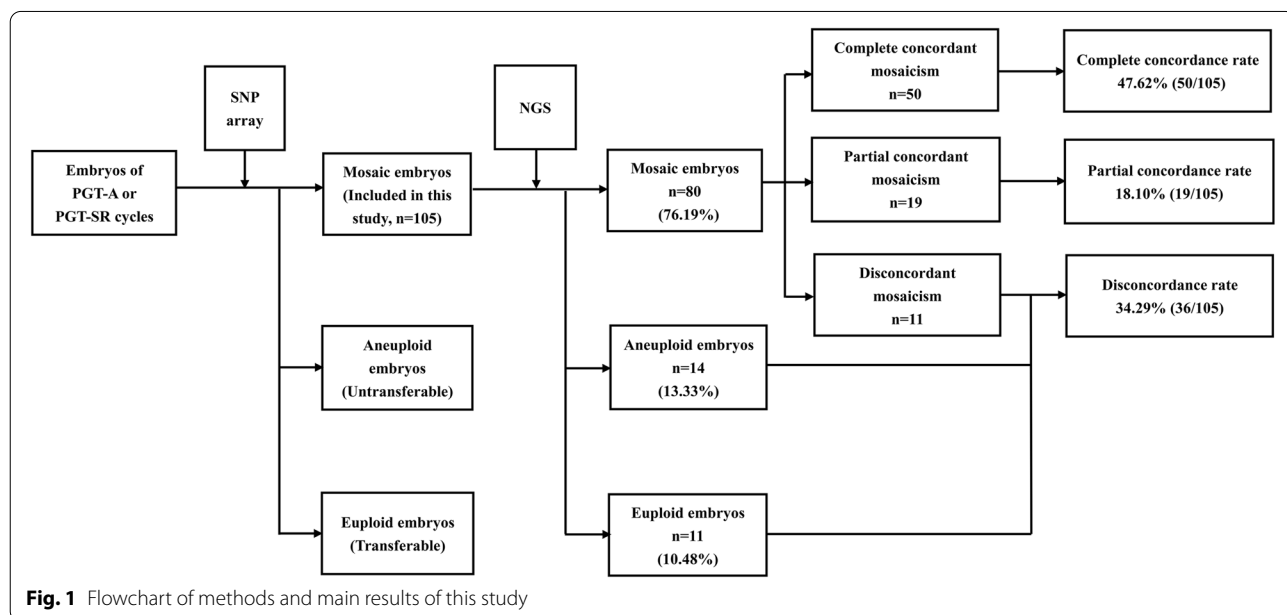 SNP
array
NGS
Embryos of
PGT-A or
PGT-SR cycles
Mosaic embryos
(Included in this
study, n=105)
Aneuploid
embryos
(Untransferable)
Euploid embryos
(Transferable)
Mosaic embryos
n=80
(76.19%)
Aneuploid embryos
n=14
(13.33%)
Euploid embryos
n=11
(10.48%)
Complete concordant
mosaicism
n=50
Partial concordant
mosaicism
n=19
Disconcordant
mosaicism
n=11
Complete concordance rate
47.62% (50/105)
Partial concordance rate
18.10% (19/105)
Disconcordance rate
34.29% (36/105)
Fig. 1 Flowchart of methods and main results of this study